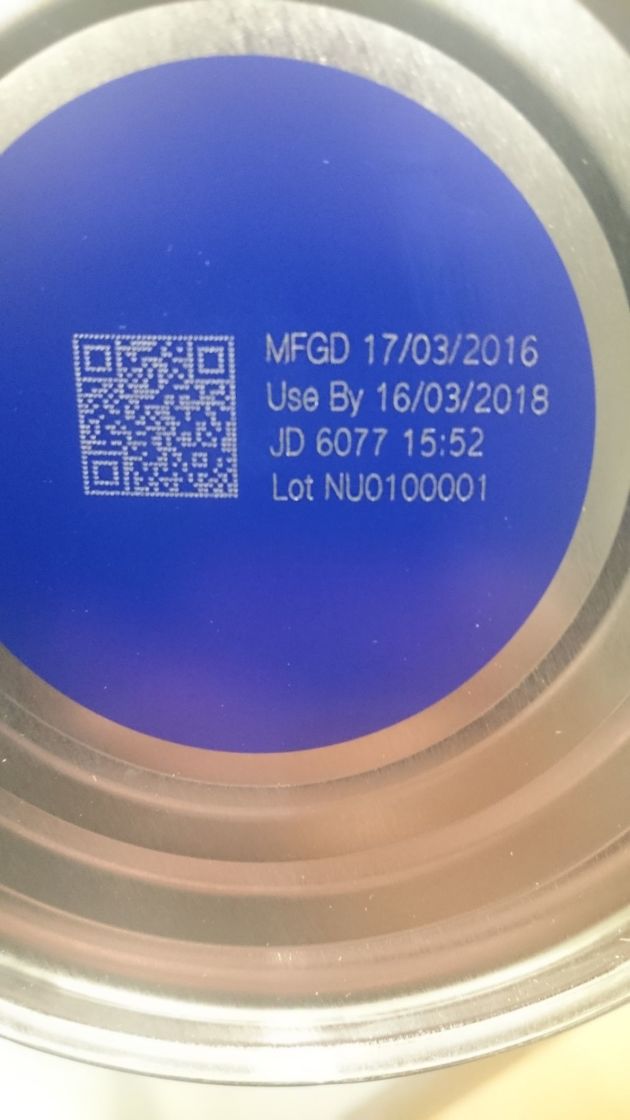 MFGD 17/03/2016
Use By 16/03/2018
JD 6077 15:52
Lot NU0100001